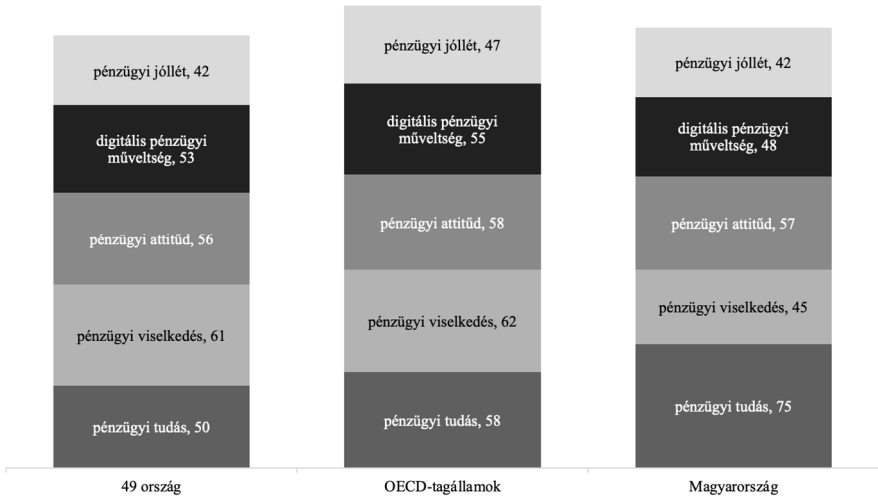 pénzügyi jóllét, 42
digitális pénzügyi
műveltség, 53
pénzügyi attitűd, 56
pénzügyi viselkedés, 61
pénzügyi tudás, 50
49 ország
pénzügyi jóllét, 47
digitális pénzügyi
műveltség, 55
pénzügyi attitűd, 58
pénzügyi viselkedés, 62
pénzügyi tudás, 58
OECD-tagállamok
pénzügyi jóllét, 42
digitális pénzügyi
műveltség, 48
pénzügyi attitűd, 57
pénzügyi viselkedés, 45
pénzügyi tudás, 75
Magyarország